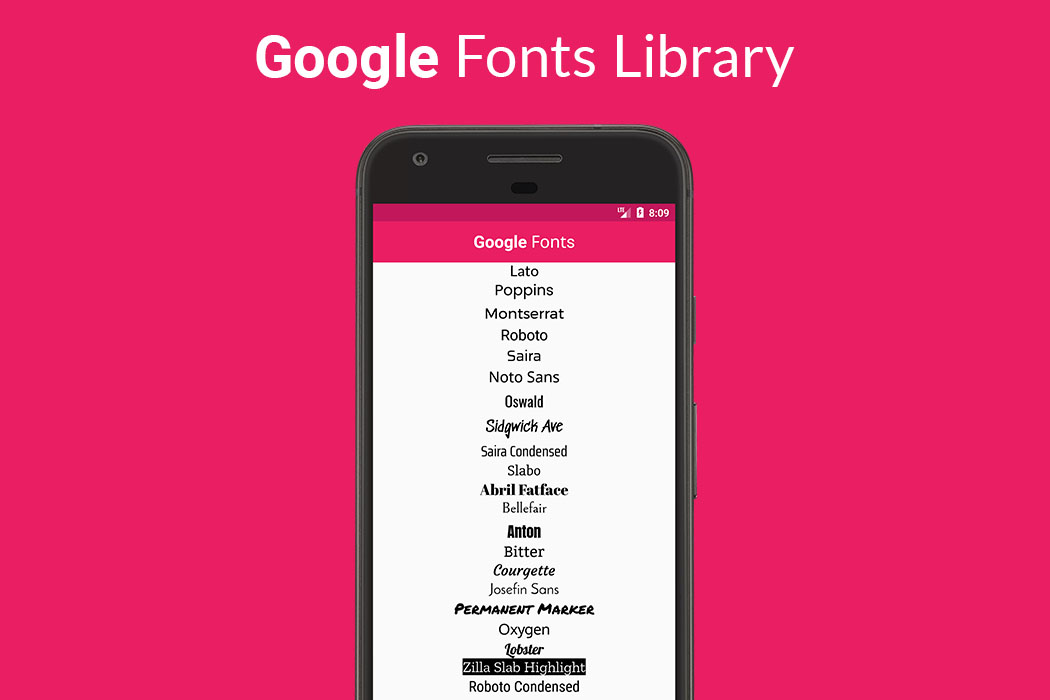 Google Fonts Library
LTE 8:09
Google Fonts
Lato
Poppins
Montserrat
Roboto
Saira
Noto Sans
Oswald
Sidgwick Ave
Saira Condensed
Slabo
Abril Fatface
Bellefair
Anton
Bitter
Courgette
Josefin Sans
Permanent Marker
Oxygen
Lobster
Zilla Slab Highlight
Roboto Condensed